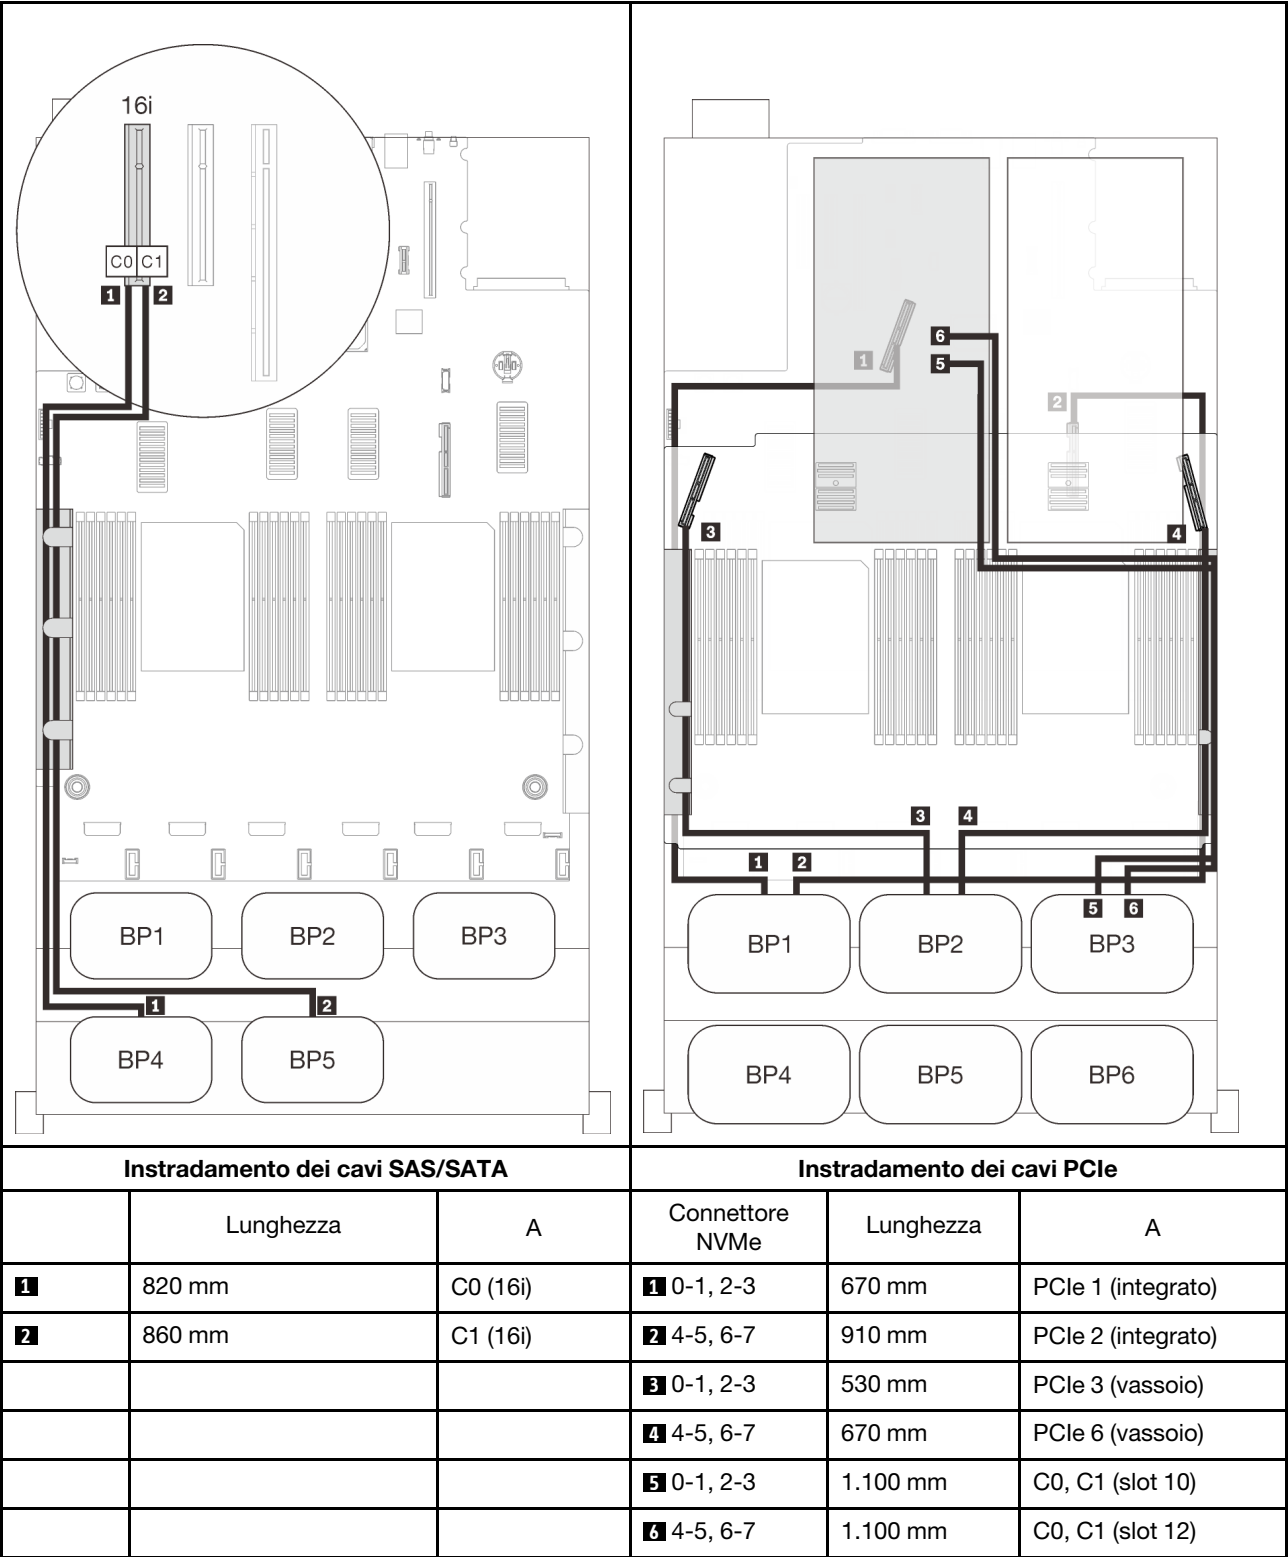 16i
C0 C1
1 2
BP1 BP2 BP3
1 2
BP4 BP5
6
1 5
2
3 4
3 4
1 2
5 6
BP1 BP2 BP3
BP4 BP5 BP6
Instradamento dei cavi SAS/SATA
Instradamento dei cavi PCIe
Lunghezza
A
Connettore NVMe
Lunghezza
A
1 820 mm C0 (16i)
1 0-1, 2-3 670 mm PCIe 1 (integrato)
2 860 mm C1 (16i)
2 4-5, 6-7 910 mm PCIe 2 (integrato)
3 0-1, 2-3 530 mm PCIe 3 (vassoio)
4 4-5, 6-7 670 mm PCIe 6 (vassoio)
5 0-1, 2-3 1.100 mm C0, C1 (slot 10)
6 4-5, 6-7 1.100 mm C0, C1 (slot 12)